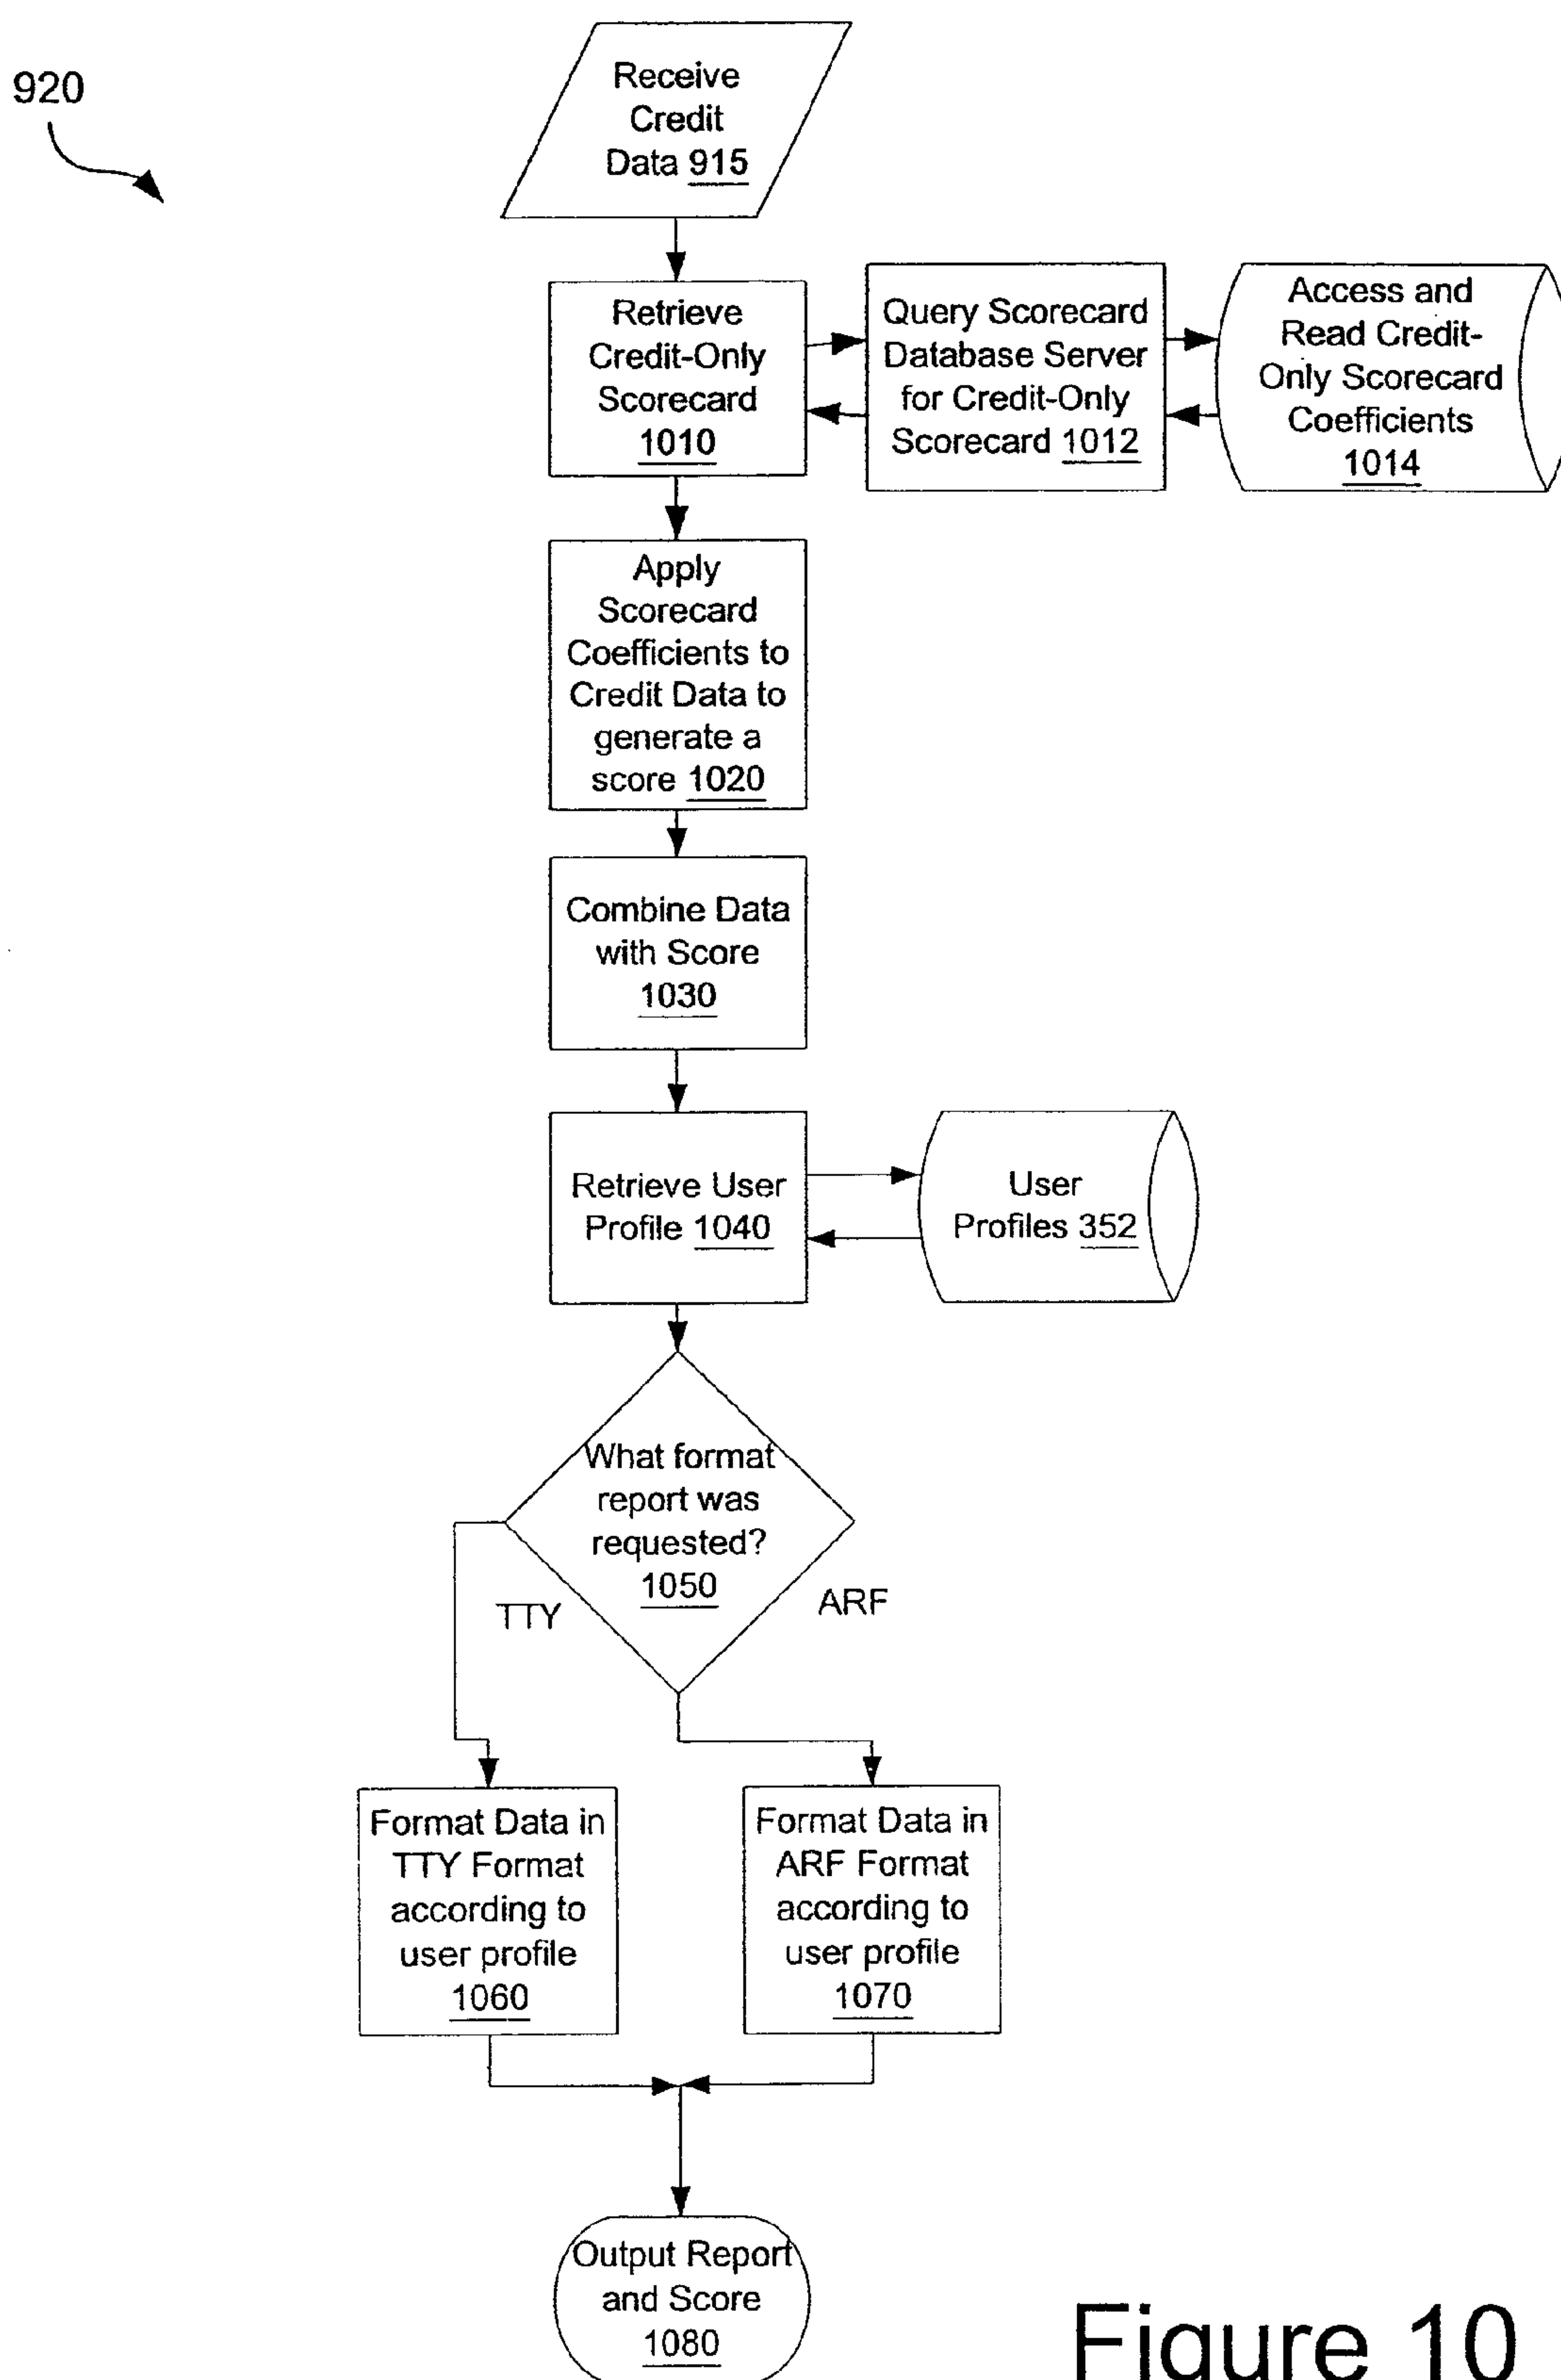 920
Receive
Credit
Data 915
Retrieve
Credit-Only
Scorecard
1010
Query Scorecard
Database Server
for Credit-Only
Scorecard 1012
Access and
Read Credit-
Only Scorecard
Coefficients
1014
Apply
Scorecard
Coefficients to
Credit Data to
generate a
score 1020
Combine Data
with Score
1030
Retrieve User
Profile 1040
User
Profiles 352
What format
report was
requested?
1050
TTY
ARF
Format Data in
TTY Format
according to
user profile
1060
Format Data in
ARF Format
according to
user profile
1070
Output Report
and Score
1080
Figure 10